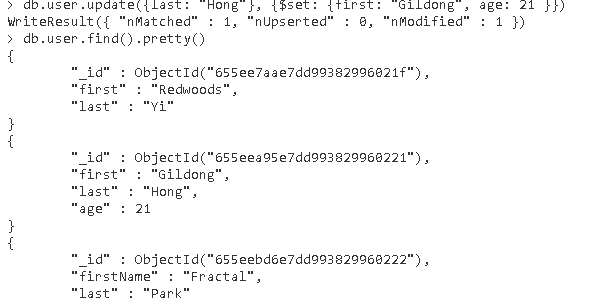 > db.user.update({last: "Hong"}, {$set: {first: "Gildong", age: 21 }})
WriteResult({ "nMatched" : 1, "nUpserted" : 0, "nModified" : 1 })
> db.user.find().pretty()
{
        "_id" : ObjectId("655ee7aae7dd99382996021f"),
        "first" : "Redwoods",
        "last" : "Yi"
}
{
        "_id" : ObjectId("655eea95e7dd993829960221"),
        "first" : "Gildong",
        "last" : "Hong",
        "age" : 21
}
{
        "_id" : ObjectId("655eebd6e7dd993829960222"),
        "firstName" : "Fractal",
        "last" : "Park"